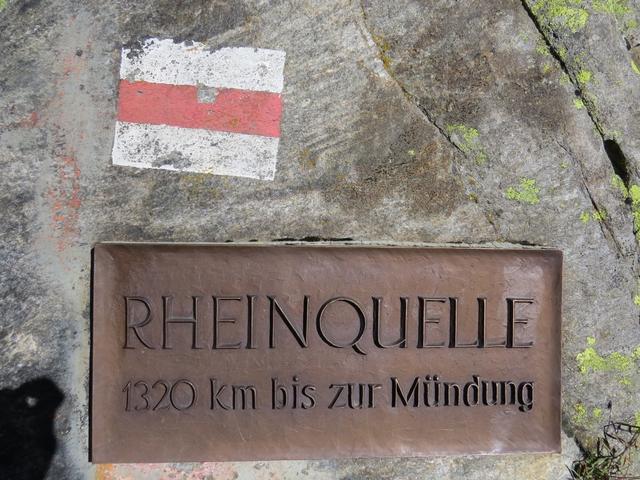 RHEINQUELLE
1320 km bis zur Mündung